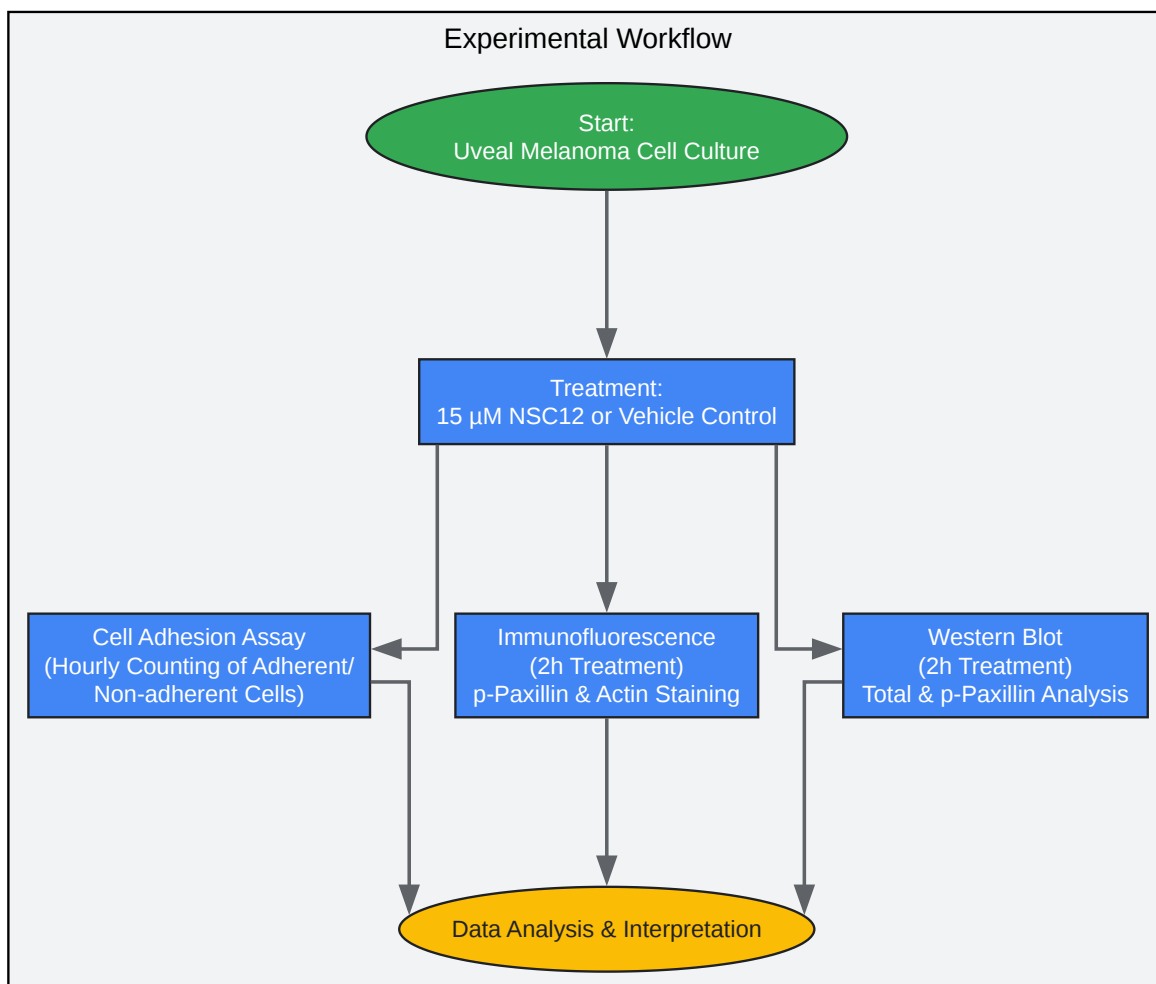 Experimental Workflow
Start:
Uveal Melanoma Cell Culture
Treatment:
15 µM NSC12 or Vehicle Control
Cell Adhesion Assay
(Hourly Counting of Adherent/
Non-adherent Cells)
Immunofluorescence
(2h Treatment)
p-Paxillin & Actin Staining
Western Blot
(2h Treatment)
Total & p-Paxillin Analysis
Data Analysis & Interpretation